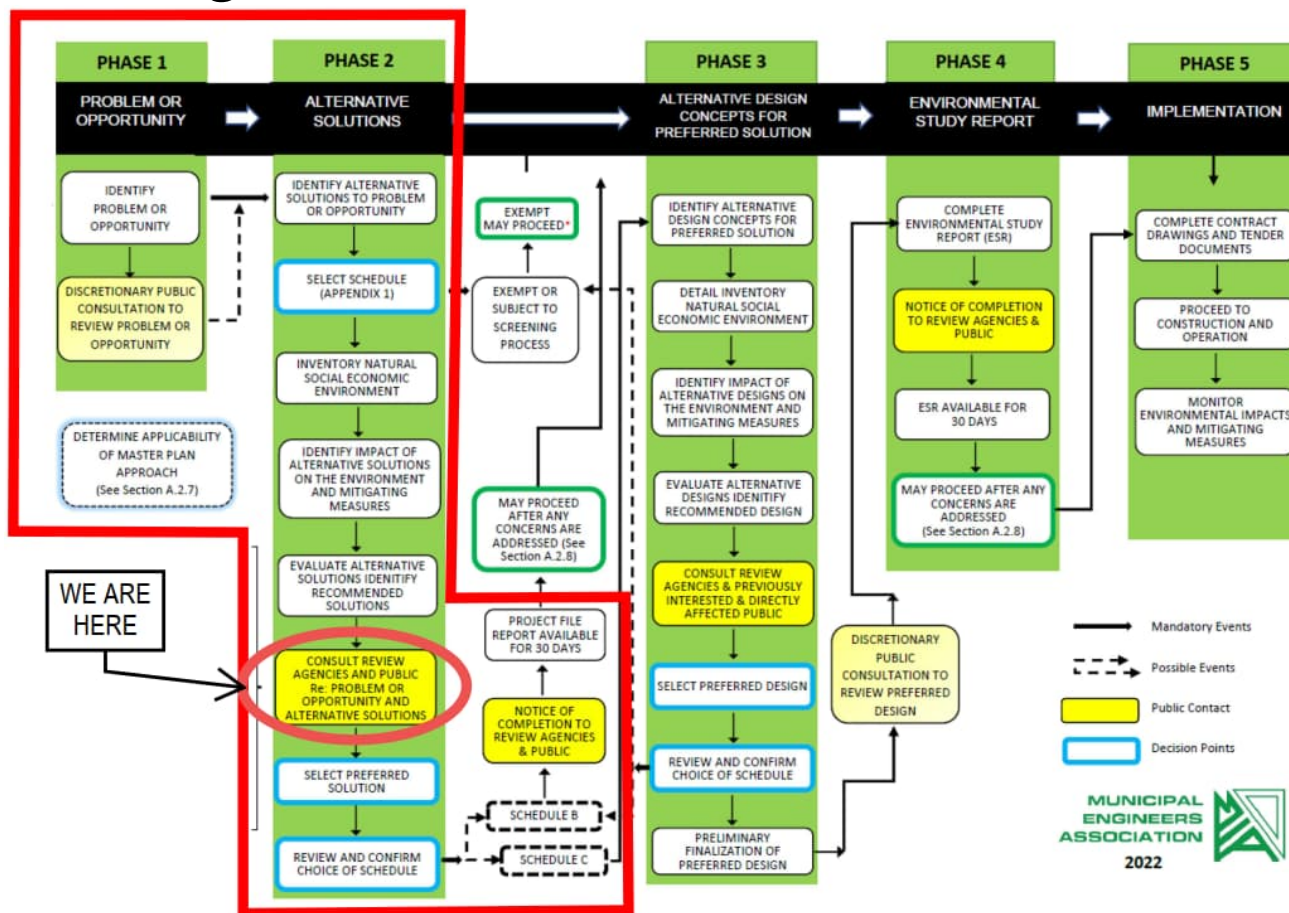 PHASE 1
PROBLEM OR
OPPORTUNITY
IDENTIFY
PROBLEM OR
OPPORTUNITY
DISCRETIONARY PUBLIC
CONSULTATION TO
REVIEW PROBLEM OR
OPPORTUNITY
DETERMINE APPLICABILITY
OF MASTER PLAN
APPROACH
(See Section A.2.7)
WE ARE
HERE
PHASE 2
ALTERNATIVE
SOLUTIONS
IDENTIFY ALTERNATIVE
SOLUTIONS TO PROBLEM
OR OPPORTUNITY
SELECT SCHEDULE
(APPENDIX 1)
INVENTORY NATURAL
SOCIAL ECONOMIC
ENVIRONMENT
IDENTIFY IMPACT OF
ALTERNATIVE SOLUTIONS
ON THE ENVIRONMENT
AND MITIGATING
MEASURES
EVALUATE ALTERNATIVE
SOLUTIONS IDENTIFY
RECOMMENDED
SOLUTIONS
CONSULT REVIEW
AGENCIES AND PUBLIC
Re: PROBLEM OR
OPPORTUNITY AND
ALTERNATIVE SOLUTIONS
SELECT PREFERRED
SOLUTION
REVIEW AND CONFIRM
CHOICE OF SCHEDULE
EXEMPT
MAY PROCEED*
EXEMPT OR
SUBJECT TO
SCREENING
PROCESS
MAY PROCEED
AFTER ANY
CONCERNS ARE
ADDRESSED (See
Section A.2.8)
PROJECT FILE
REPORT AVAILABLE
FOR 30 DAYS
NOTICE OF
COMPLETION TO
REVIEW AGENCIES
& PUBLIC
SCHEDULE B
SCHEDULE C
PHASE 3
ALTERNATIVE DESIGN
CONCEPTS FOR
PREFERRED SOLUTION
IDENTIFY ALTERNATIVE
DESIGN CONCEPTS FOR
PREFERRED SOLUTION
DETAIL INVENTORY
NATURAL SOCIAL
ECONOMIC ENVIRONMENT
IDENTIFY IMPACT OF
ALTERNATIVE DESIGNS ON
THE ENVIRONMENT AND
MITIGATING MEASURES
EVALUATE ALTERNATIVE
DESIGNS IDENITIFY
RECOMMENDED DESIGN
CONSULT REVIEW
AGENCIES & PREVIOUSLY
INTERESTED & DIRECTLY
AFFECTED PUBLIC
SELECT PREFERRED DESIGN
REVIEW AND CONFIRM
CHOICE OF SCHEDULE
PRELIMINARY
FINALIZATION OF
PREFERRED DESIGN
DISCRETIONARY
PUBLIC
CONSULTATION TO
REVIEW PREFERRED
DESIGN
PHASE 4
ENVIRONMENTAL
STUDY REPORT
COMPLETE
ENVIRONMENTAL STUDY
REPORT (ESR)
NOTICE OF COMPLETION
TO REVIEW AGENCIES &
PUBLIC
ESR AVAILABLE FOR
30 DAYS
MAY PROCEED AFTER ANY
CONCERNS ARE
ADDRESSED
(See Section A.2.8)
PHASE 5
IMPLEMENTATION
COMPLETE CONTRACT
DRAWINGS AND TENDER
DOCUMENTS
PROCEED TO
CONSTRUCTION AND
OPERATION
MONITOR
ENVIRONMENTAL IMPACTS
AND MITIGATING
MEASURES
Mandatory Events
Possible Events
Public Contact
Decision Points
MUNICIPAL
ENGINEERS
ASSOCIATION
2022